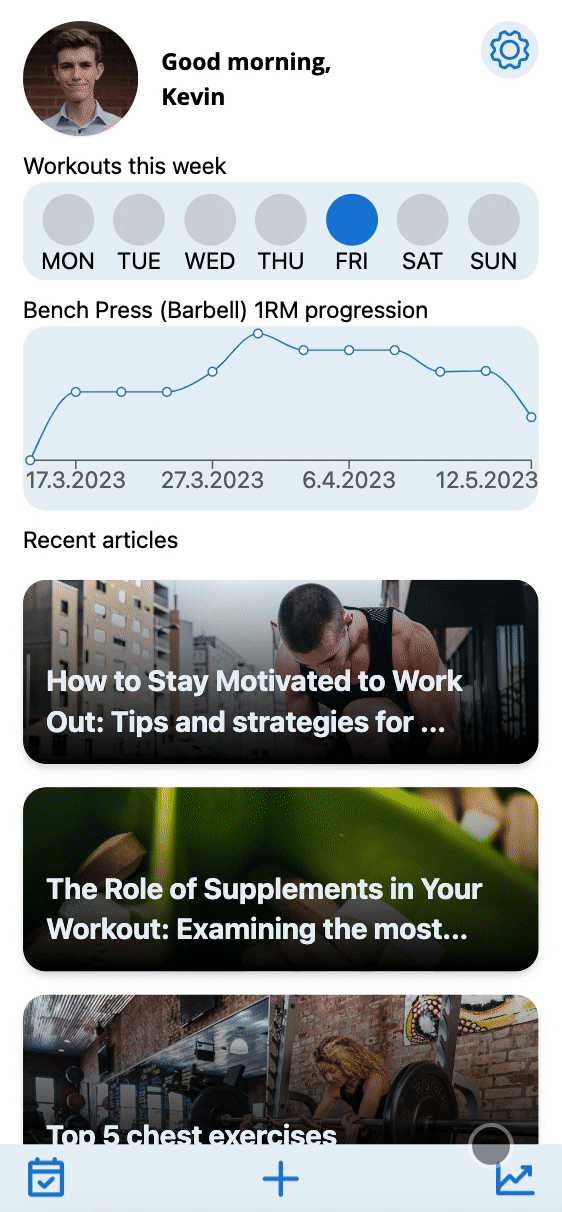 Good morning,
Kevin
Workouts this week
MON TUE WED THU FRI SAT SUN
Bench Press (Barbell) 1RM progression
17.3.2023 27.3.2023 6.4.2023 12.5.2023
Recent articles
How to Stay Motivated to Work
Out: Tips and strategies for ...
The Role of Supplements in Your
Workout: Examining the most...
Top 5 chest exercises